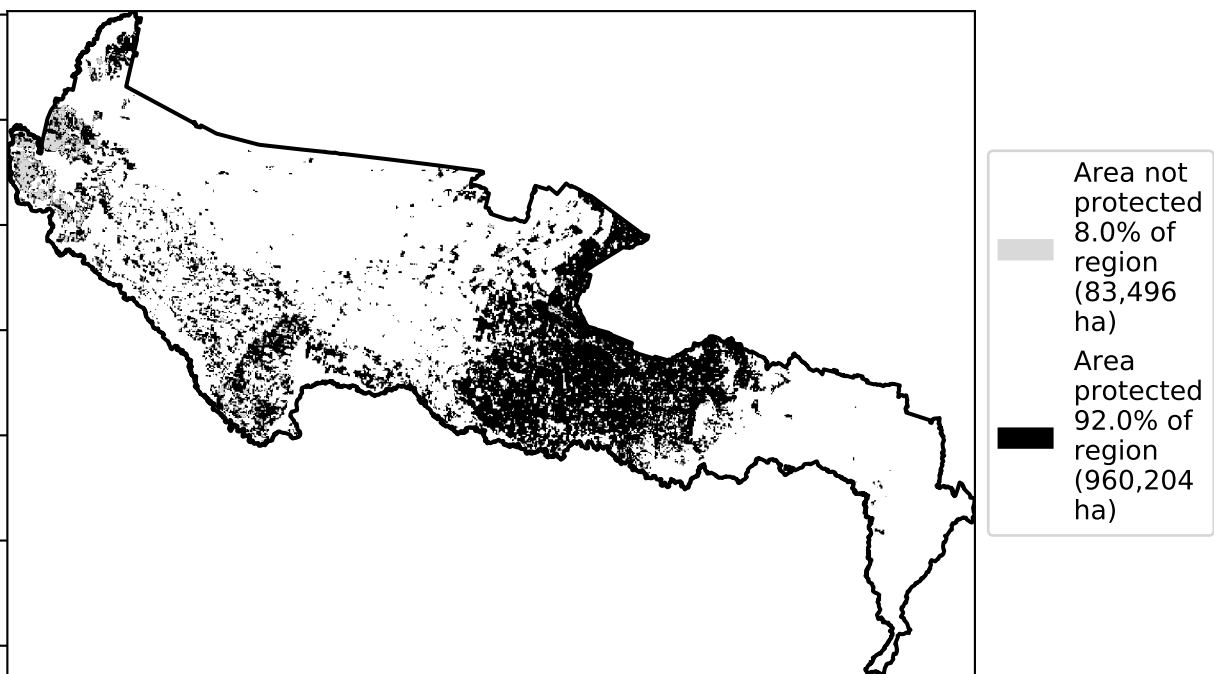 Area not
protected
8.0% of
region
(83,496
ha)
Area
protected
92.0% of
region
(960,204
ha)